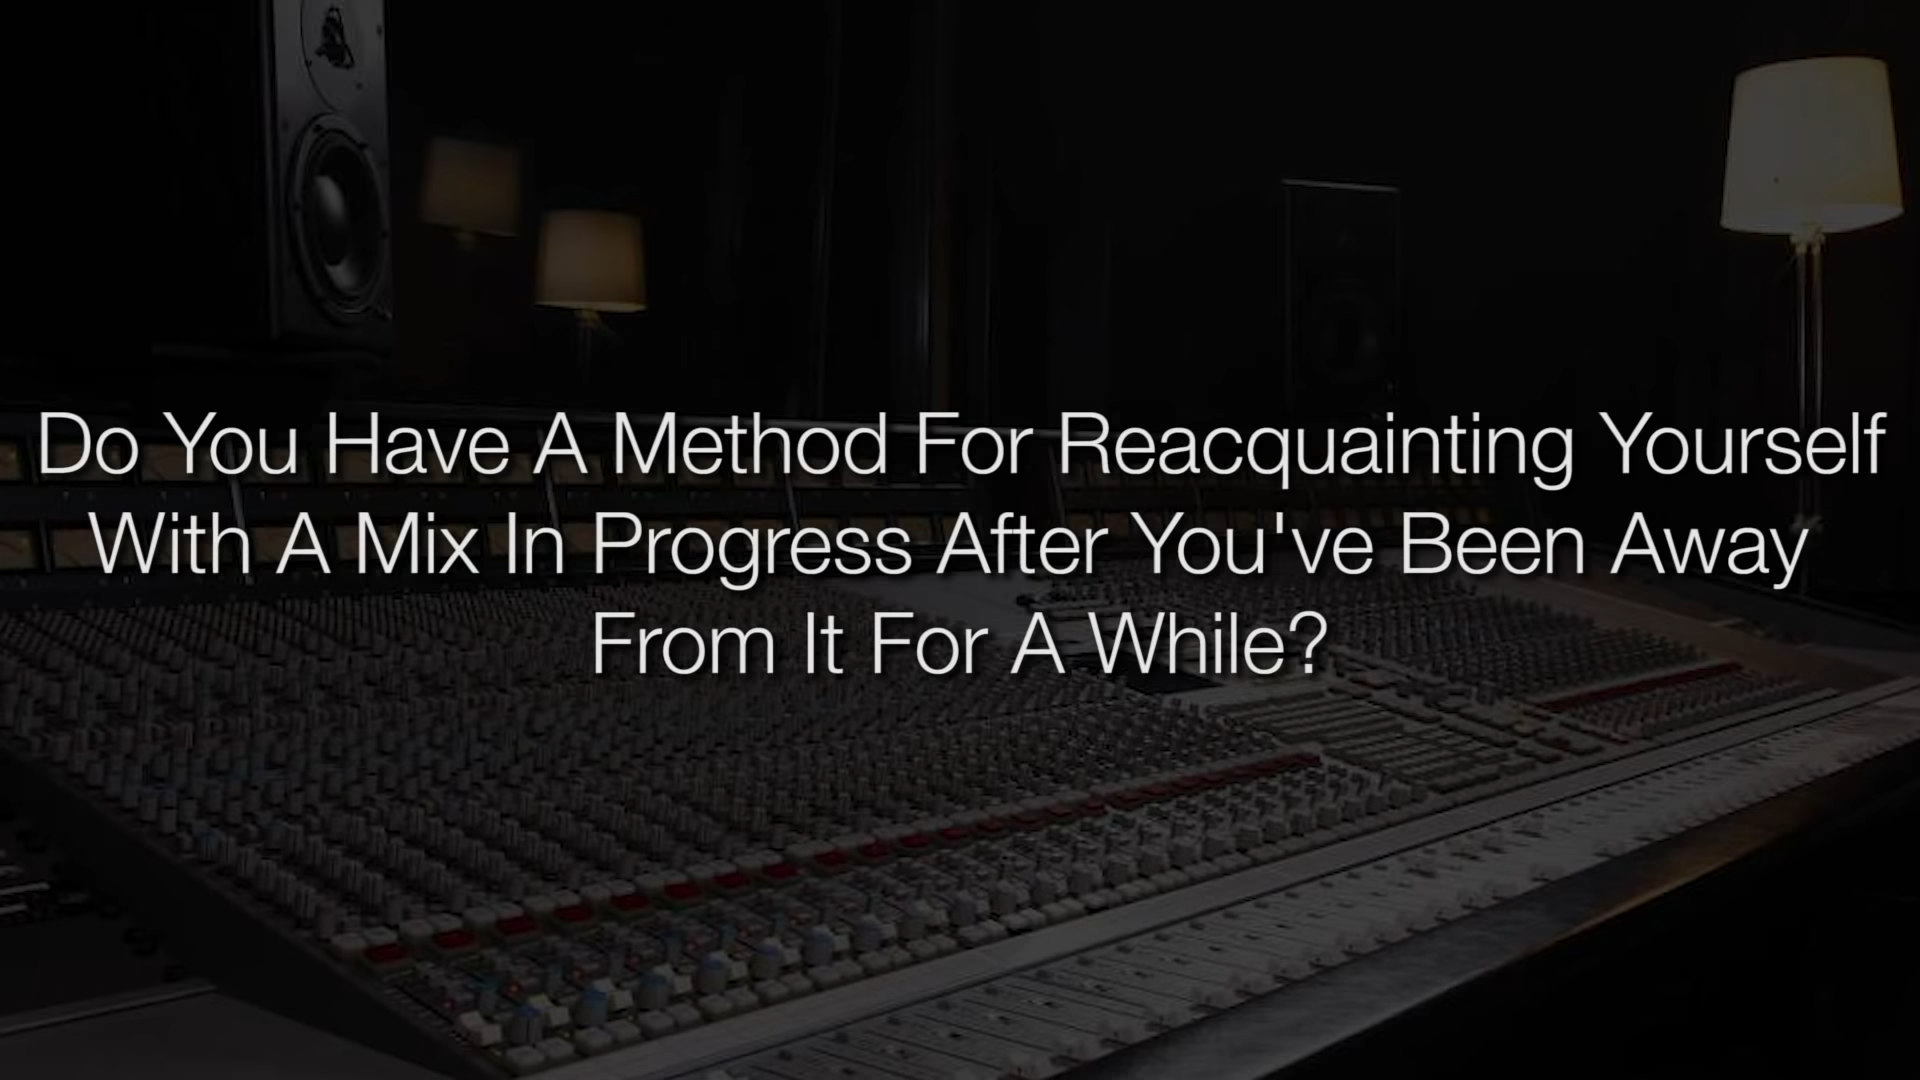 Do You Have A Method For Reacquainting Yourself
With A Mix In Progress After You've Been Away
From It For A While?